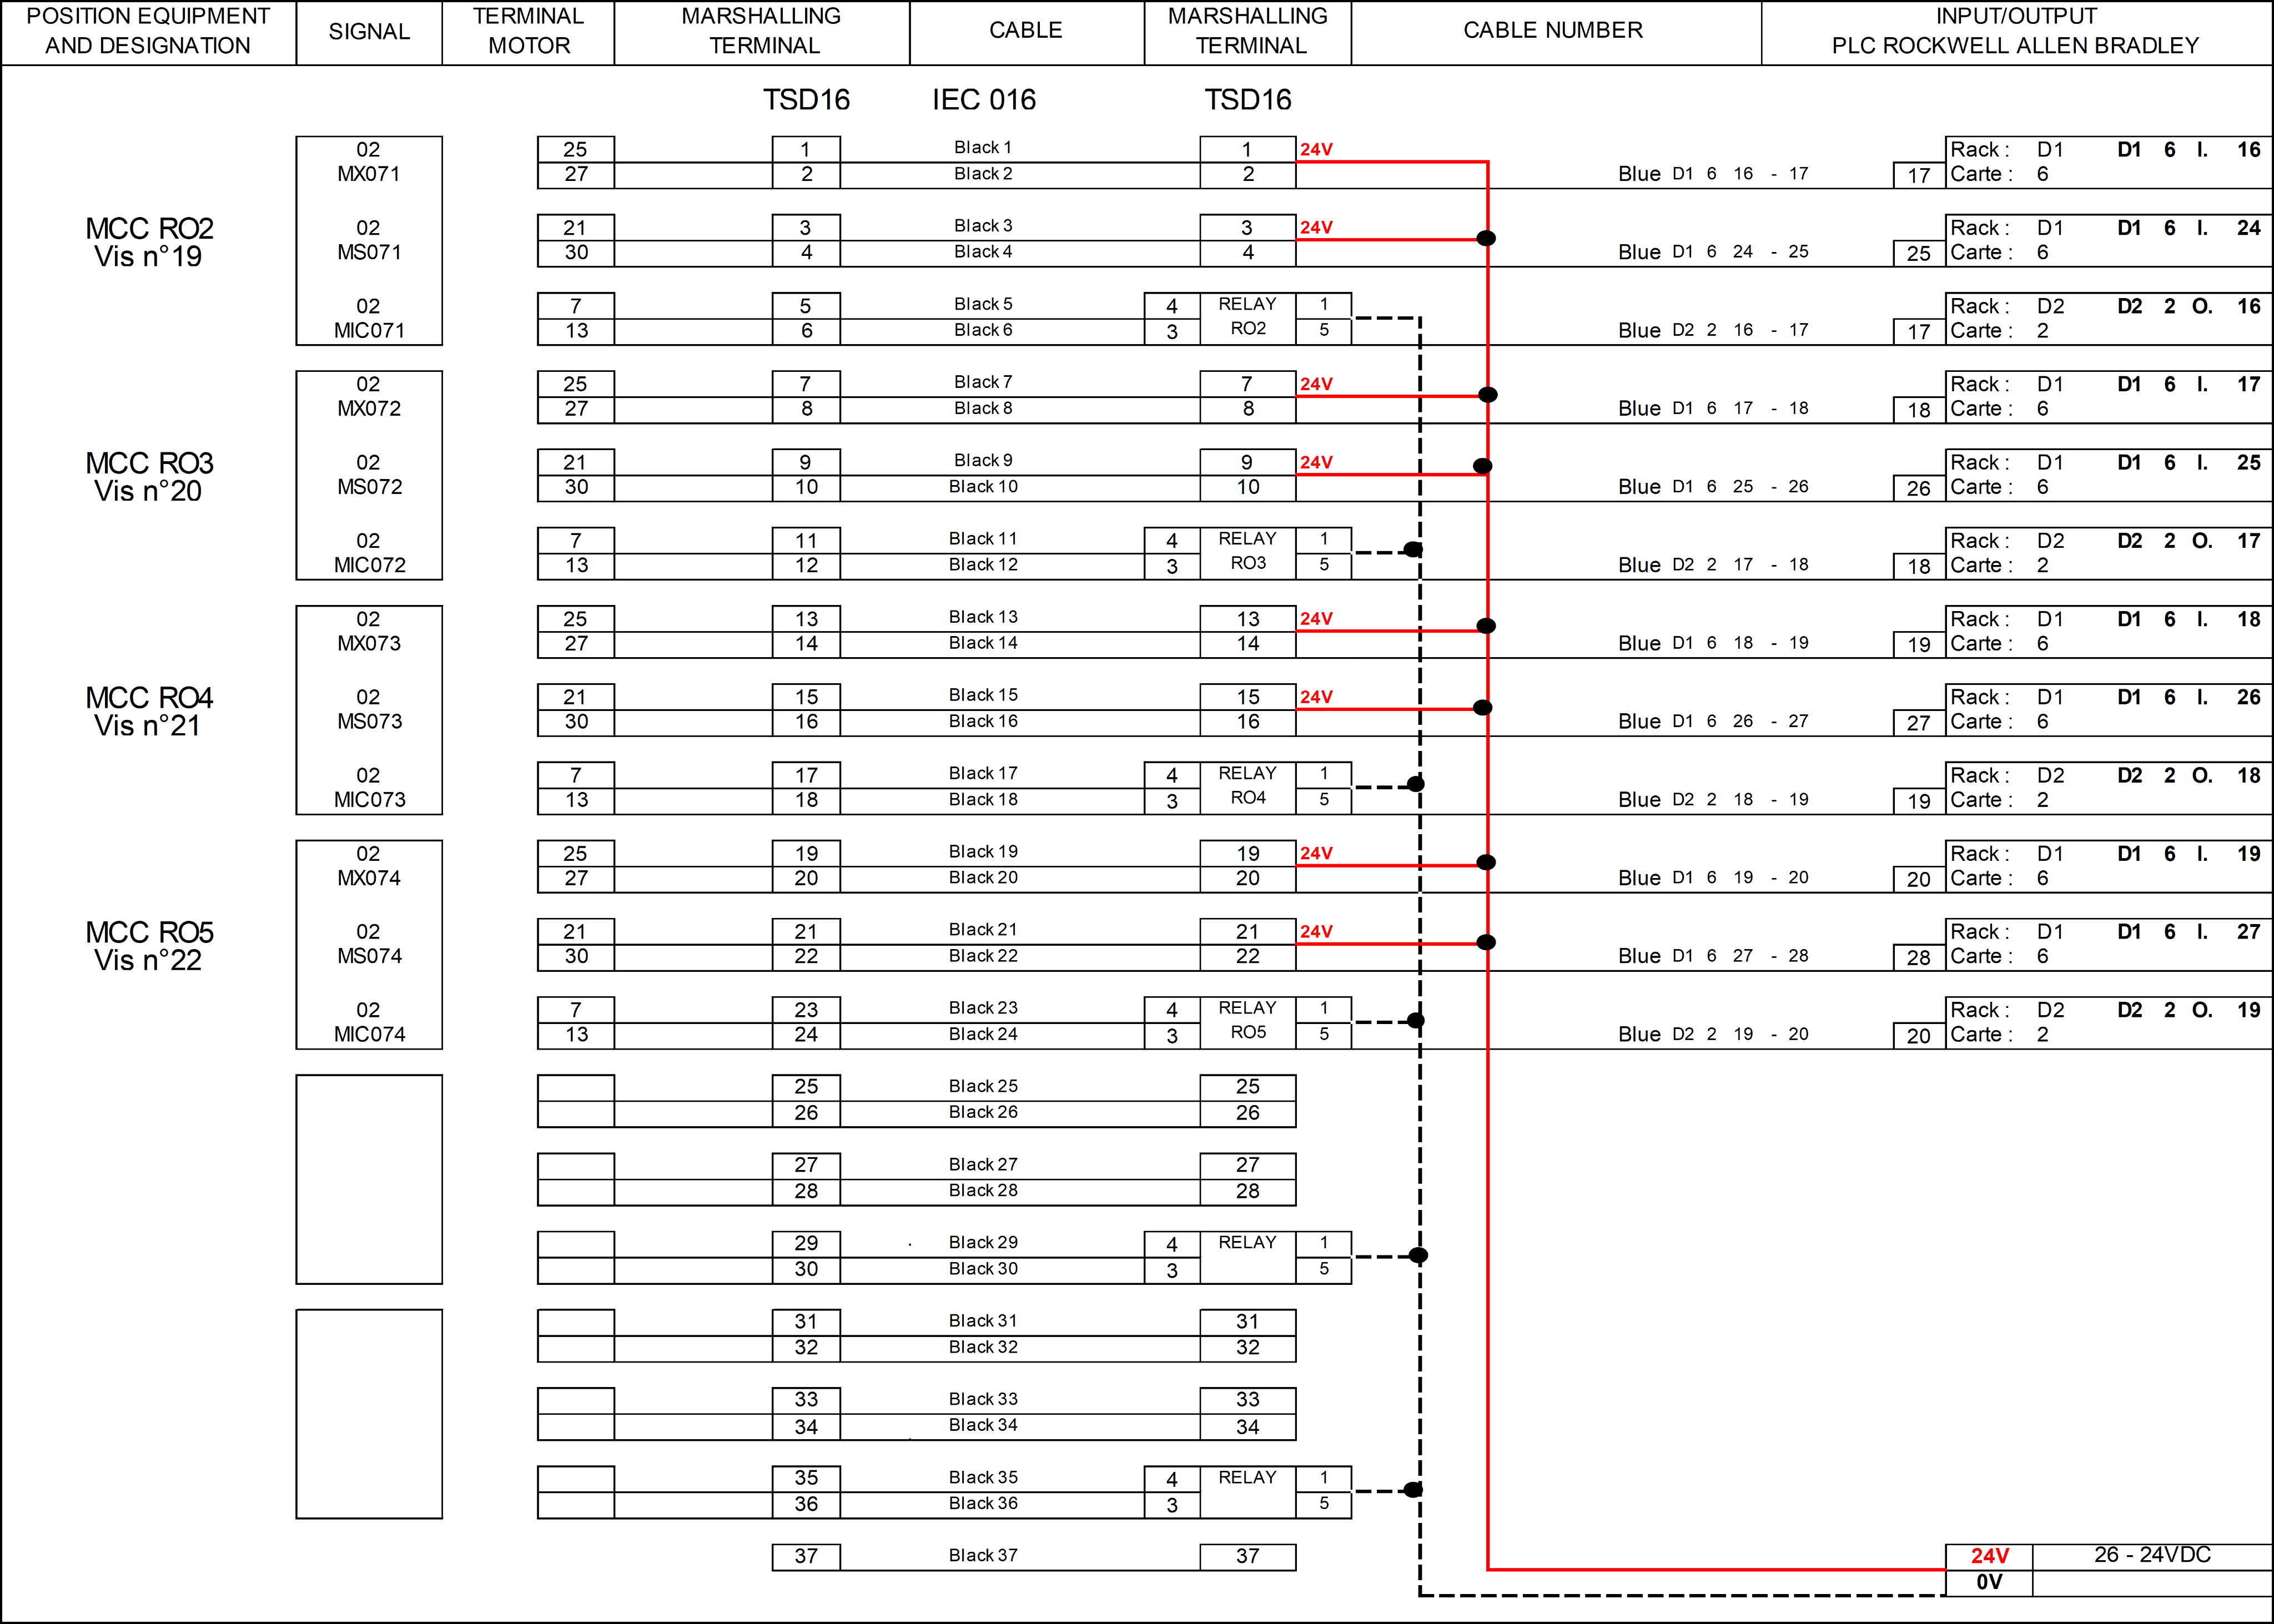 POSITION EQUIPMENT AND DESIGNATION SIGNAL TERMINAL MOTOR MARSHALLING TERMINAL CABLE MARSHALLING TERMINAL CABLE NUMBER INPUT/OUTPUT PLC ROCKWELL ALLEN BRADLEY
TSD16 IEC 016 TSD16
02 25 1 Black 1 1 24V Rack : D1 D1 6 I. 16
MX071 27 2 Black 2 2 Blue D1 6 16 - 17 17 Carte : 6
MCC RO2 02 21 3 Black 3 3 24V Rack : D1 D1 6 I. 24
Vis n°19 MS071 30 4 Black 4 4 Blue D1 6 24 - 25 25 Carte : 6
02 7 5 Black 5 4 RELAY 1 Rack : D2 D2 2 O. 16
MIC071 13 6 Black 6 3 RO2 5 Blue D2 2 16 - 17 17 Carte : 2
02 25 7 Black 7 7 24V Rack : D1 D1 6 I. 17
MX072 27 8 Black 8 8 Blue D1 6 17 - 18 18 Carte : 6
MCC RO3 02 21 9 Black 9 9 24V Rack : D1 D1 6 I. 25
Vis n°20 MS072 30 10 Black 10 10 Blue D1 6 25 - 26 26 Carte : 6
02 7 11 Black 11 4 RELAY 1 Rack : D2 D2 2 O. 17
MIC072 13 12 Black 12 3 RO3 5 Blue D2 2 17 - 18 18 Carte : 2
02 25 13 Black 13 13 24V Rack : D1 D1 6 I. 18
MX073 27 14 Black 14 14 Blue D1 6 18 - 19 19 Carte : 6
MCC RO4 02 21 15 Black 15 15 24V Rack : D1 D1 6 I. 26
Vis n°21 MS073 30 16 Black 16 16 Blue D1 6 26 - 27 27 Carte : 6
02 7 17 Black 17 4 RELAY 1 Rack : D2 D2 2 O. 18
MIC073 13 18 Black 18 3 RO4 5 Blue D2 2 18 - 19 19 Carte : 2
02 25 19 Black 19 19 24V Rack : D1 D1 6 I. 19
MX074 27 20 Black 20 20 Blue D1 6 19 - 20 20 Carte : 6
MCC RO5 02 21 21 Black 21 21 24V Rack : D1 D1 6 I. 27
Vis n°22 MS074 30 22 Black 22 22 Blue D1 6 27 - 28 28 Carte : 6
02 7 23 Black 23 4 RELAY 1 Rack : D2 D2 2 O. 19
MIC074 13 24 Black 24 3 RO5 5 Blue D2 2 19 - 20 20 Carte : 2
25 Black 25 25
26 Black 26 26
27 Black 27 27
28 Black 28 28
29 Black 29 4 RELAY 1
30 Black 30 3 5
31 Black 31 31
32 Black 32 32
33 Black 33 33
34 Black 34 34
35 Black 35 4 RELAY 1
36 Black 36 3 5
37 Black 37 37 24V 26 - 24VDC
0V